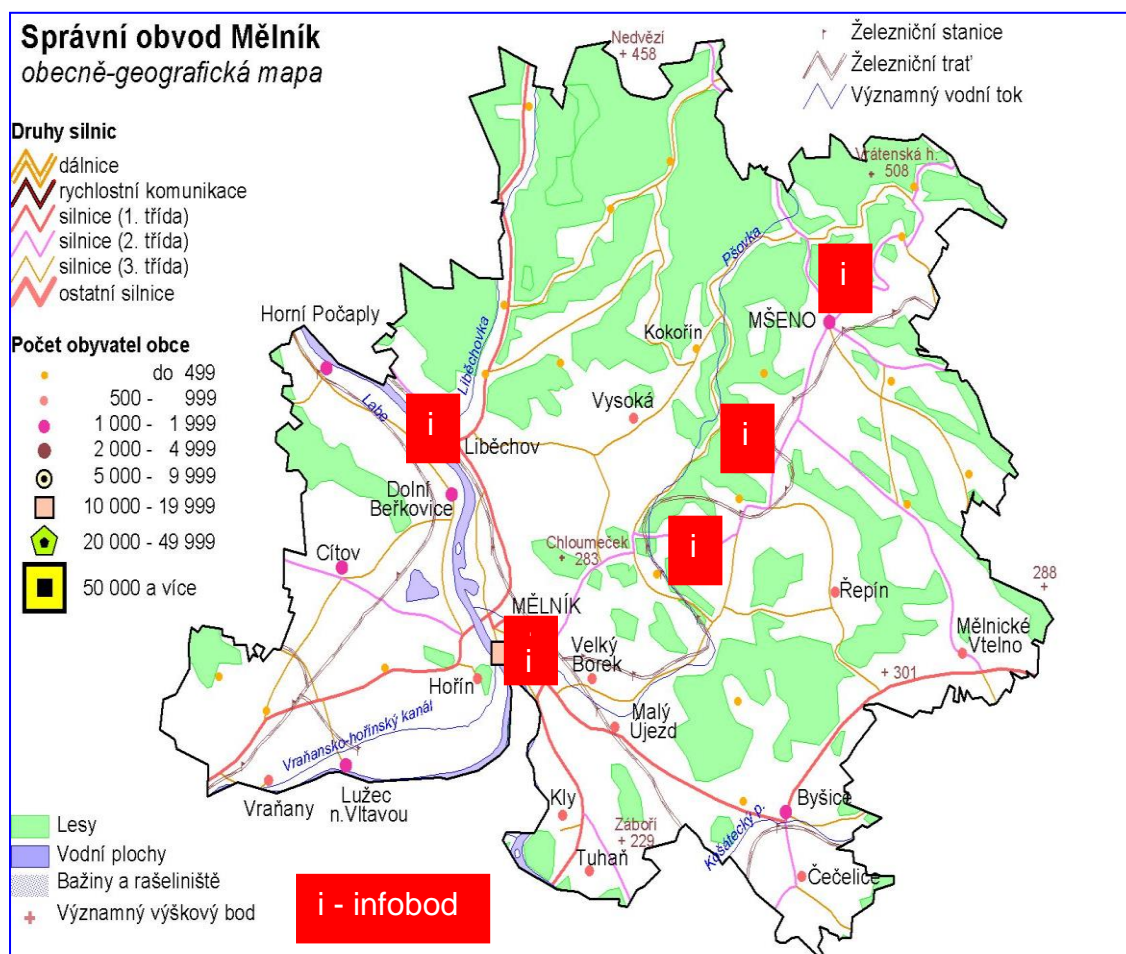 Správní obvod Mělník
obecně-geografická mapa
Druhy silnic
dálnice
rychlostní komunikace
silnice (1. třída)
silnice (2. třída)
silnice (3. třída)
ostatní silnice
Počet obyvatel obce
do 499
500 - 999
1 000 - 1 999
2 000 - 4 999
5 000 - 9 999
10 000 - 19 999
20 000 - 49 999
50 000 a více
Železniční stanice
Železniční trať
Významný vodní tok
Nedvězí
+ 458
Vrátenská h.
+ 508
Pšovka
i
MŠENO
Horní Počaply
Liběchovka
Kokořín
Labe
Vysoká
i
Liběchov
i
Dolní
Beřkovice
Chloumeček
+ 283
i
Cítov
Řepín
288
+
MĚLNÍK
i
Velký
Borek
Mělnické
Vtelno
Hořín
+ 301
Malý
Újezd
Vraňansko-hořínský kanál
Vraňany
Lužec
n.Vltavou
Kly
Byšice
Záboří
+ 229
Košátecký p.
Tuhaň
Čečelice
Lesy
Vodní plochy
Bažiny a rašeliniště
+ Významný výškový bod
i - infobod